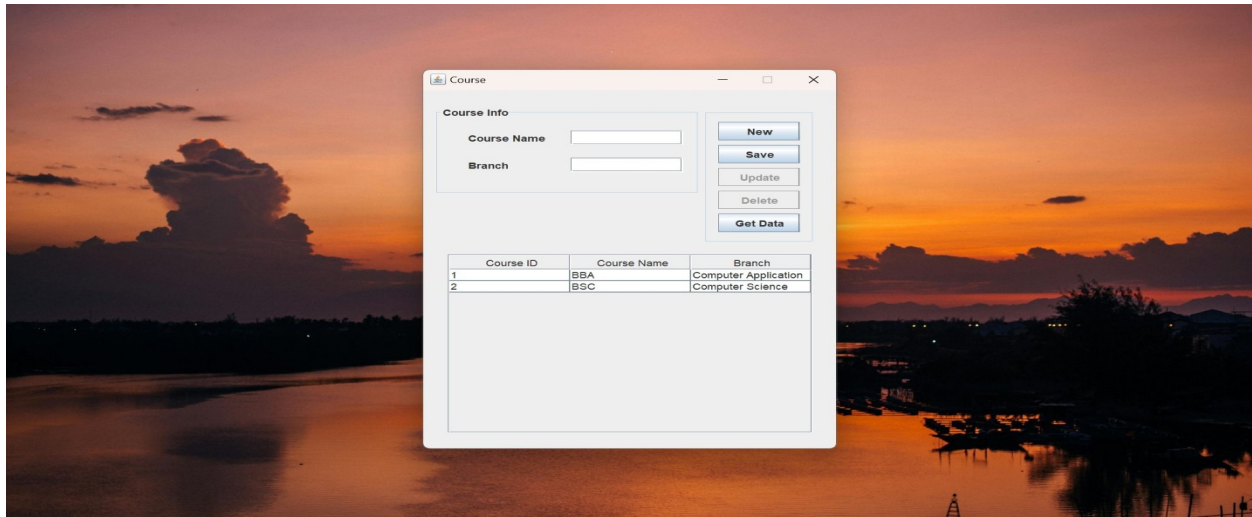 Course
Course Info
Course Name
Branch
New
Save
Update
Delete
Get Data
Course ID Course Name Branch
1 BBA Computer Application
2 BSC Computer Science